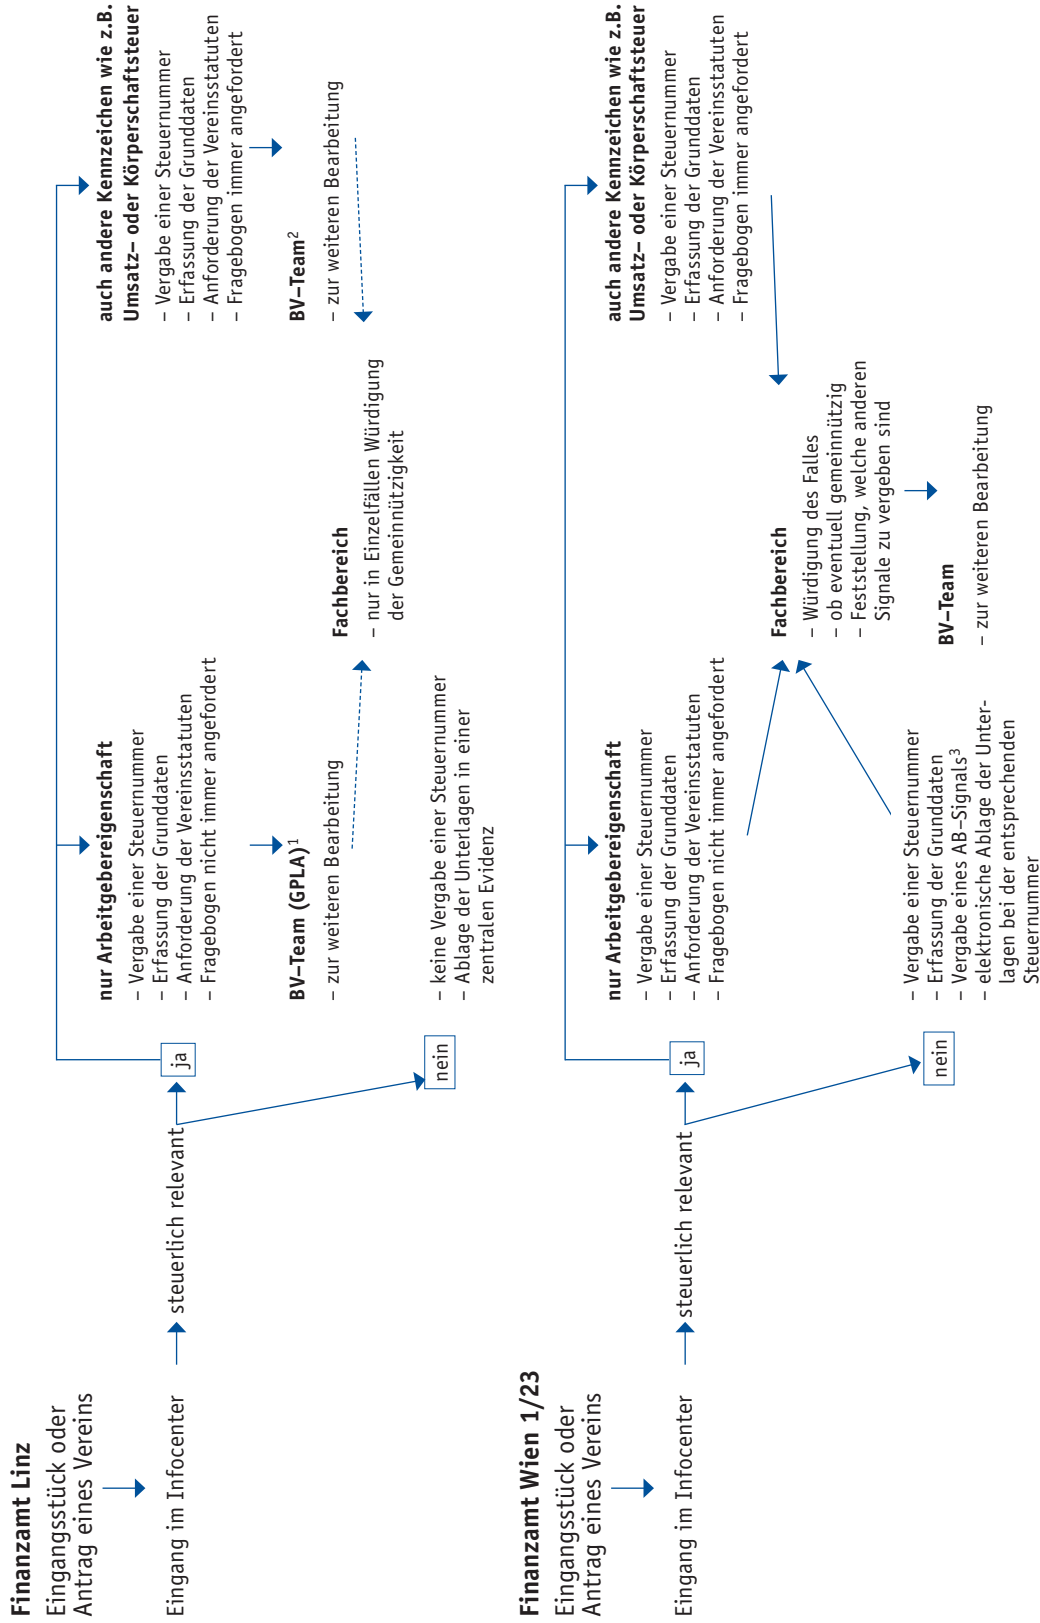 Finanzamt Linz
Eingangsstück oder
Antrag eines Vereins
Eingang im Infocenter
steuerlich relevant
ja
nein
nur Arbeitgebereigenschaft
– Vergabe einer Steuernummer
– Erfassung der Grunddaten
– Anforderung der Vereinsstatuten
– Fragebogen nicht immer angefordert
BV–Team (GPLA)¹
– zur weiteren Bearbeitung
– keine Vergabe einer Steuernummer
– Ablage der Unterlagen in einer
zentralen Evidenz
Fachbereich
– nur in Einzelfällen Würdigung
der Gemeinnützigkeit
auch andere Kennzeichen wie z.B.
Umsatz– oder Körperschaftsteuer
– Vergabe einer Steuernummer
– Erfassung der Grunddaten
– Anforderung der Vereinsstatuten
– Fragebogen immer angefordert
BV–Team²
– zur weiteren Bearbeitung
Finanzamt Wien 1/23
Eingangsstück oder
Antrag eines Vereins
Eingang im Infocenter
steuerlich relevant
ja
nein
nur Arbeitgebereigenschaft
– Vergabe einer Steuernummer
– Erfassung der Grunddaten
– Anforderung der Vereinsstatuten
– Fragebogen nicht immer angefordert
– Vergabe einer Steuernummer
– Erfassung der Grunddaten
– Vergabe eines AB–Signals³
– elektronische Ablage der Unter-
lagen bei der entsprechenden
Steuernummer
Fachbereich
– Würdigung des Falles
– ob eventuell gemeinnützig
– Feststellung, welche anderen
Signale zu vergeben sind
BV–Team
– zur weiteren Bearbeitung
auch andere Kennzeichen wie z.B.
Umsatz– oder Körperschaftsteuer
– Vergabe einer Steuernummer
– Erfassung der Grunddaten
– Anforderung der Vereinsstatuten
– Fragebogen immer angefordert